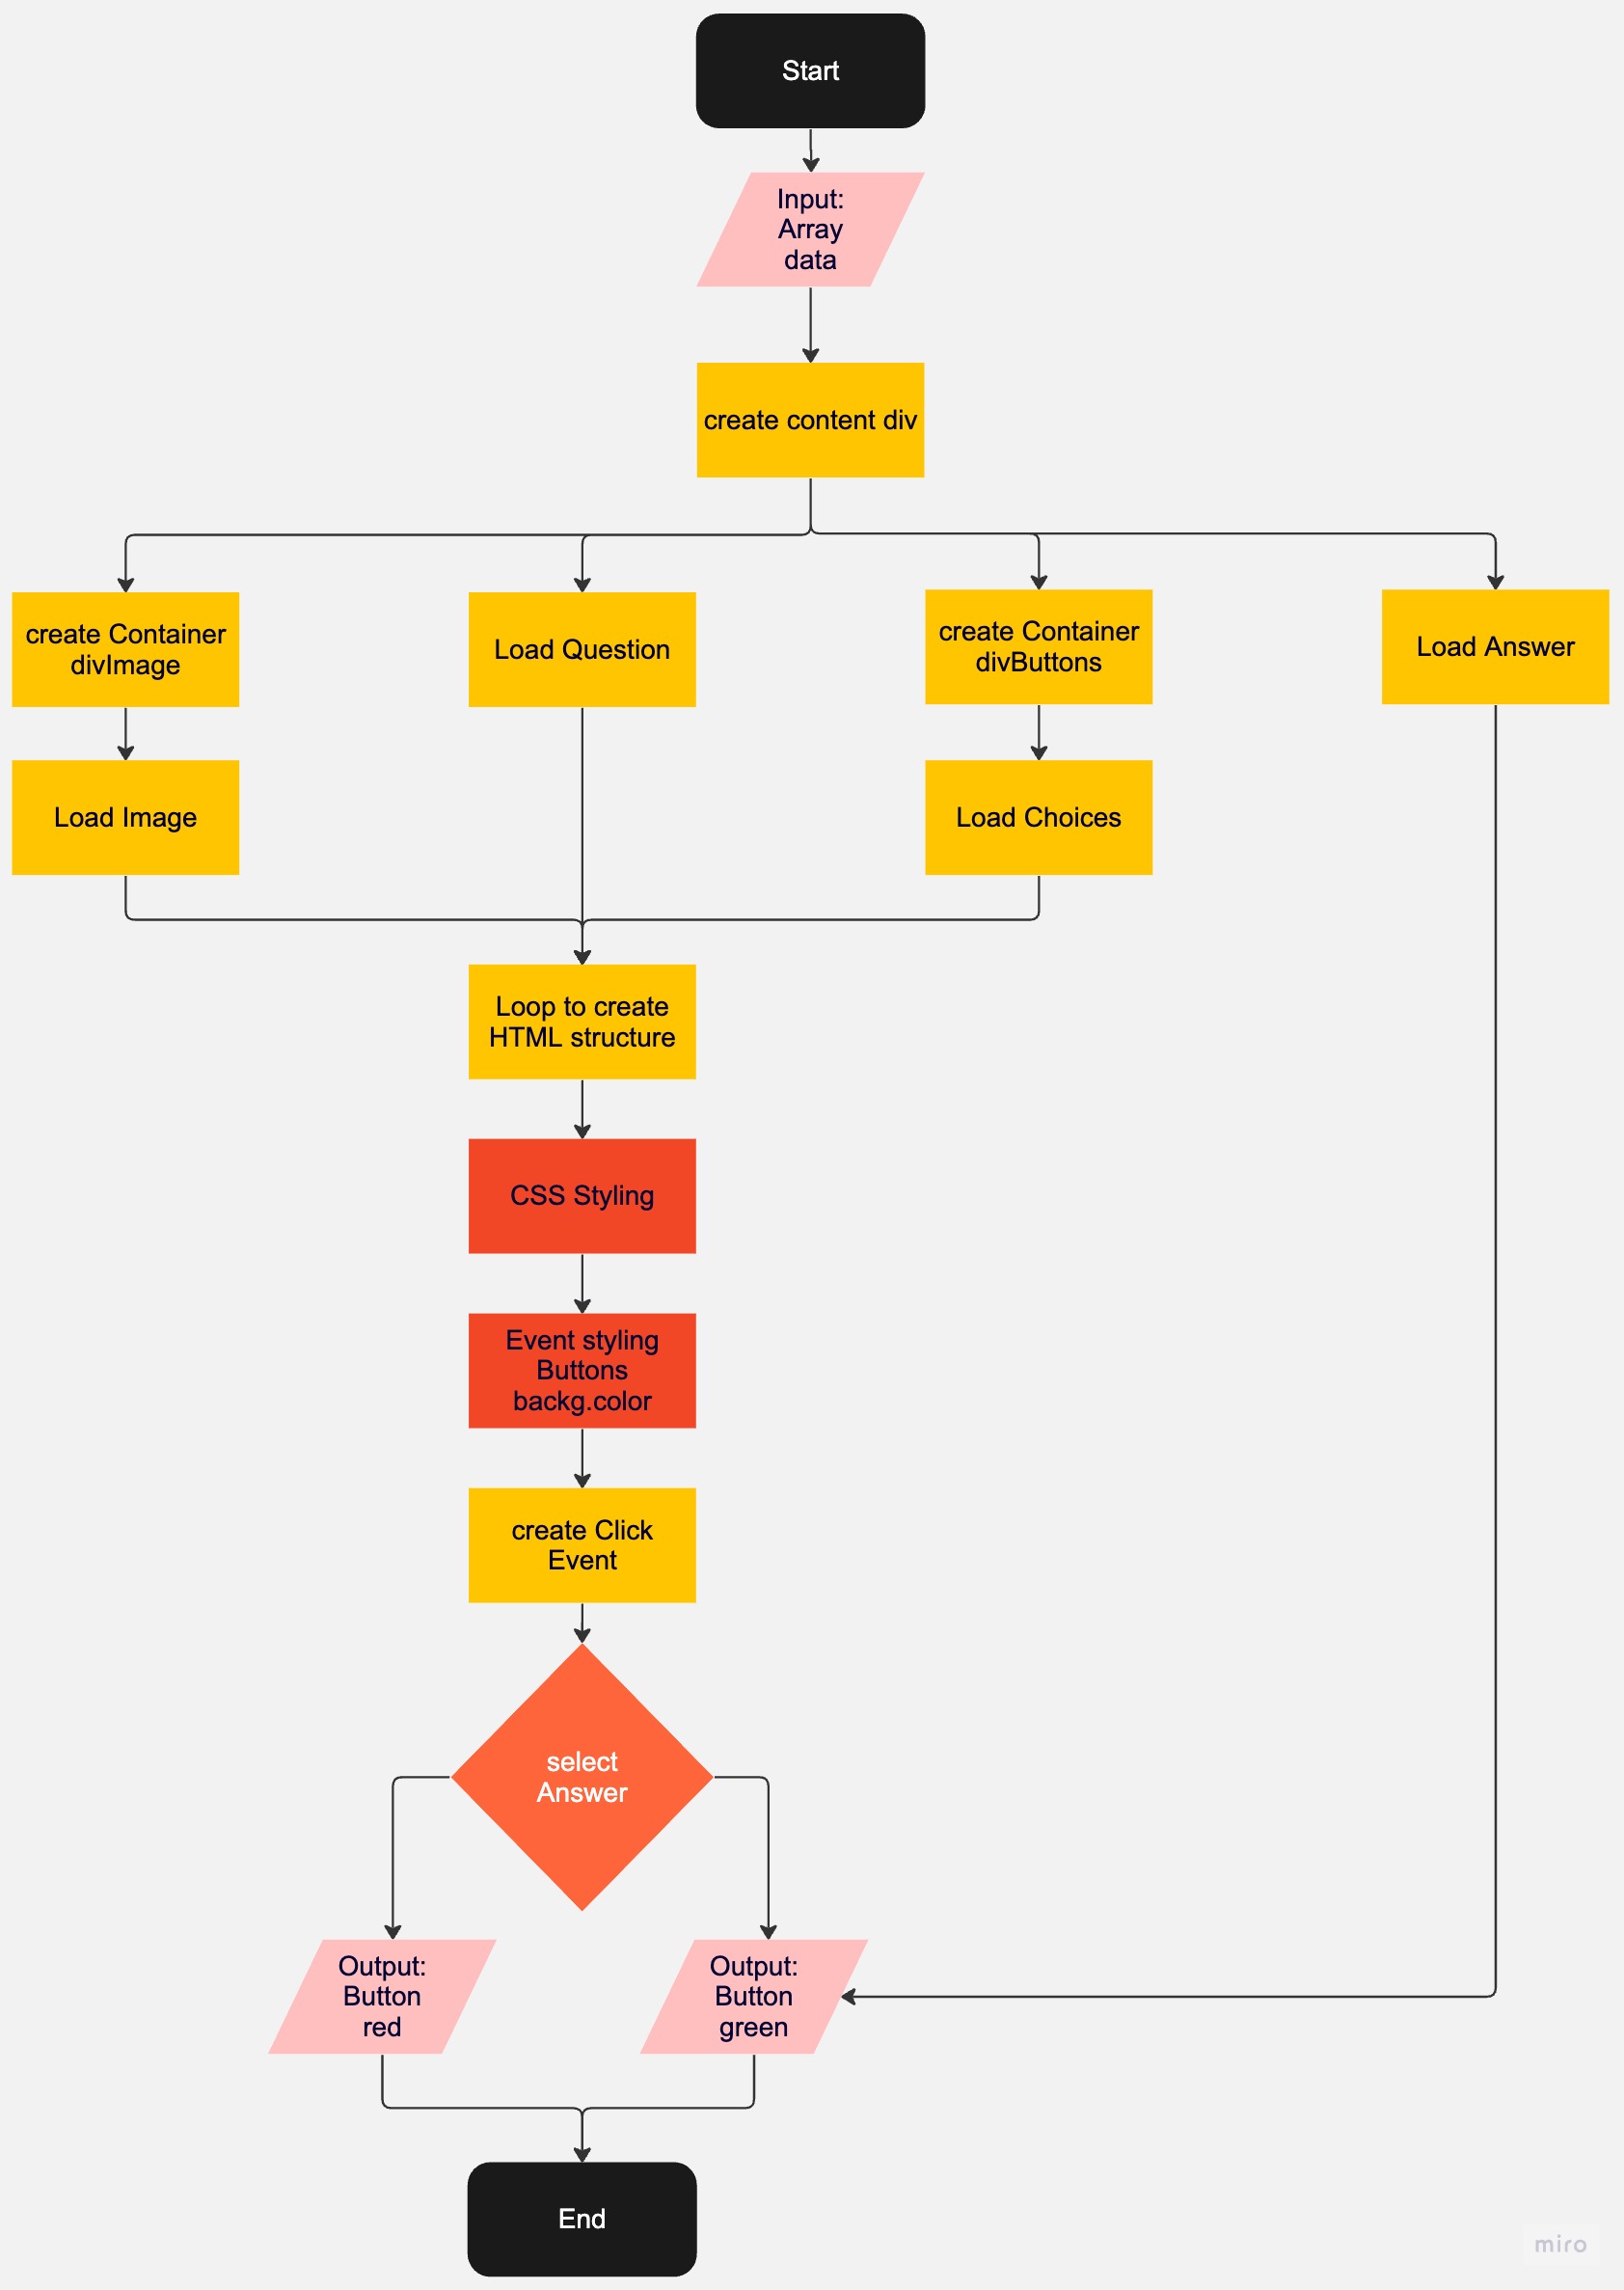 Start
Input:
Array
data
create content div
create Container
divImage
Load Question
create Container
divButtons
Load Answer
Load Image
Load Choices
Loop to create
HTML structure
CSS Styling
Event styling
Buttons
backg.color
create Click
Event
select
Answer
Output:
Button
red
Output:
Button
green
End
miro